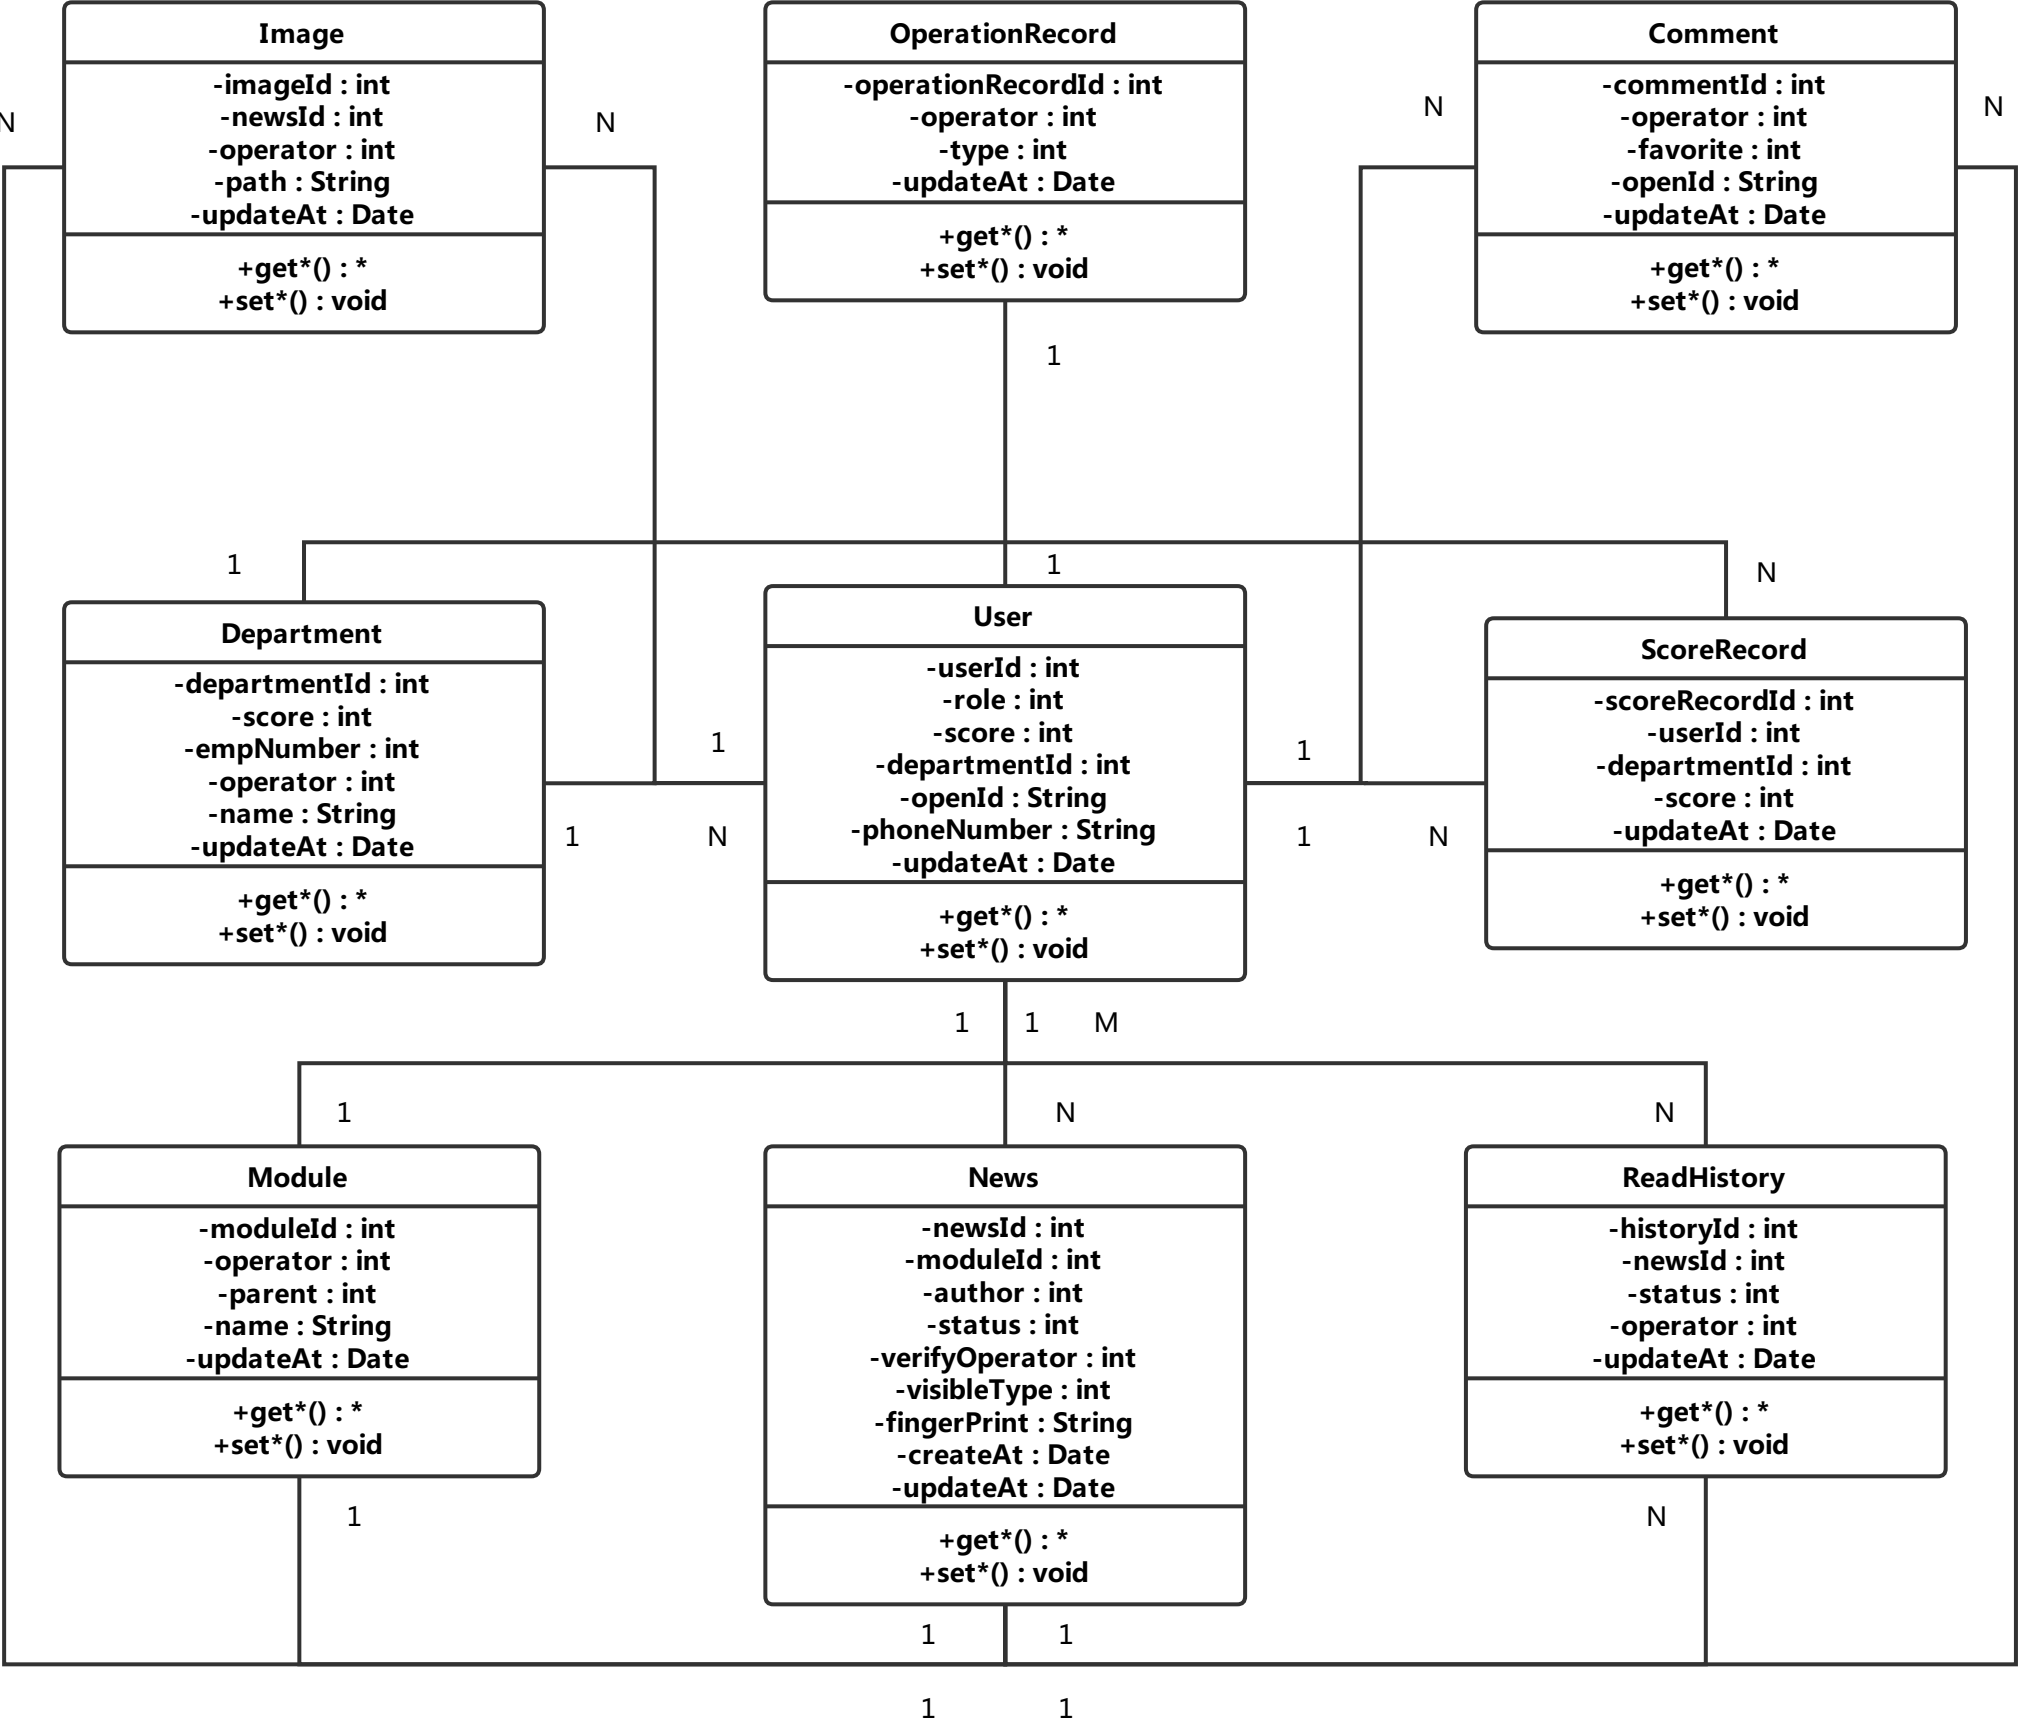 Image
-imageId : int
-newsId : int
-operator : int
-path : String
-updateAt : Date
+get*() : *
+set*() : void
N
N
OperationRecord
-operationRecordId : int
-operator : int
-type : int
-updateAt : Date
+get*() : *
+set*() : void
1
Comment
-commentId : int
-operator : int
-favorite : int
-openId : String
-updateAt : Date
+get*() : *
+set*() : void
N
N
1
1
N
Department
-departmentId : int
-score : int
-empNumber : int
-operator : int
-name : String
-updateAt : Date
+get*() : *
+set*() : void
1
1
N
User
-userId : int
-role : int
-score : int
-departmentId : int
-openId : String
-phoneNumber : String
-updateAt : Date
+get*() : *
+set*() : void
1
1
N
ScoreRecord
-scoreRecordId : int
-userId : int
-departmentId : int
-score : int
-updateAt : Date
+get*() : *
+set*() : void
1
1
M
1
N
N
Module
-moduleId : int
-operator : int
-parent : int
-name : String
-updateAt : Date
+get*() : *
+set*() : void
1
News
-newsId : int
-moduleId : int
-author : int
-status : int
-verifyOperator : int
-visibleType : int
-fingerPrint : String
-createAt : Date
-updateAt : Date
+get*() : *
+set*() : void
ReadHistory
-historyId : int
-newsId : int
-status : int
-operator : int
-updateAt : Date
+get*() : *
+set*() : void
N
1
1
1
1